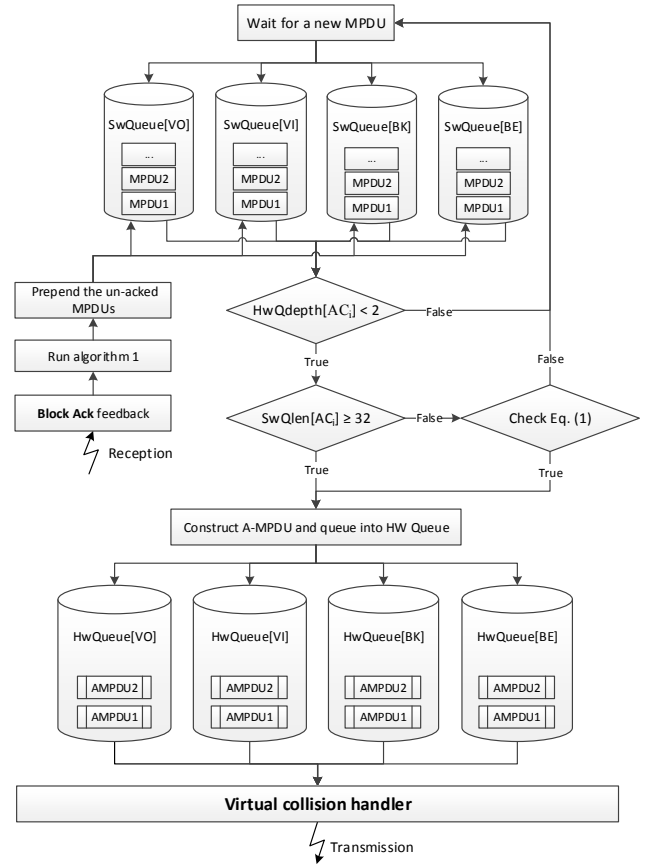 Wait for a new MPDU
SwQueue[VO]
SwQueue[VI]
SwQueue[BK]
SwQueue[BE]
...
...
...
...
MPDU2
MPDU2
MPDU2
MPDU2
MPDU1
MPDU1
MPDU1
MPDU1
Prepend the un-acked
MPDUs
HwQdepth[ACi] < 2
False
Run algorithm 1
True
False
Block Ack feedback
SwQlen[ACi] ≥ 32
False
Check Eq. (1)
Reception
True
True
Construct A-MPDU and queue into HW Queue
HwQueue[VO]
HwQueue[VI]
HwQueue[BK]
HwQueue[BE]
AMPDU2
AMPDU2
AMPDU2
AMPDU2
AMPDU1
AMPDU1
AMPDU1
AMPDU1
Virtual collision handler
Transmission